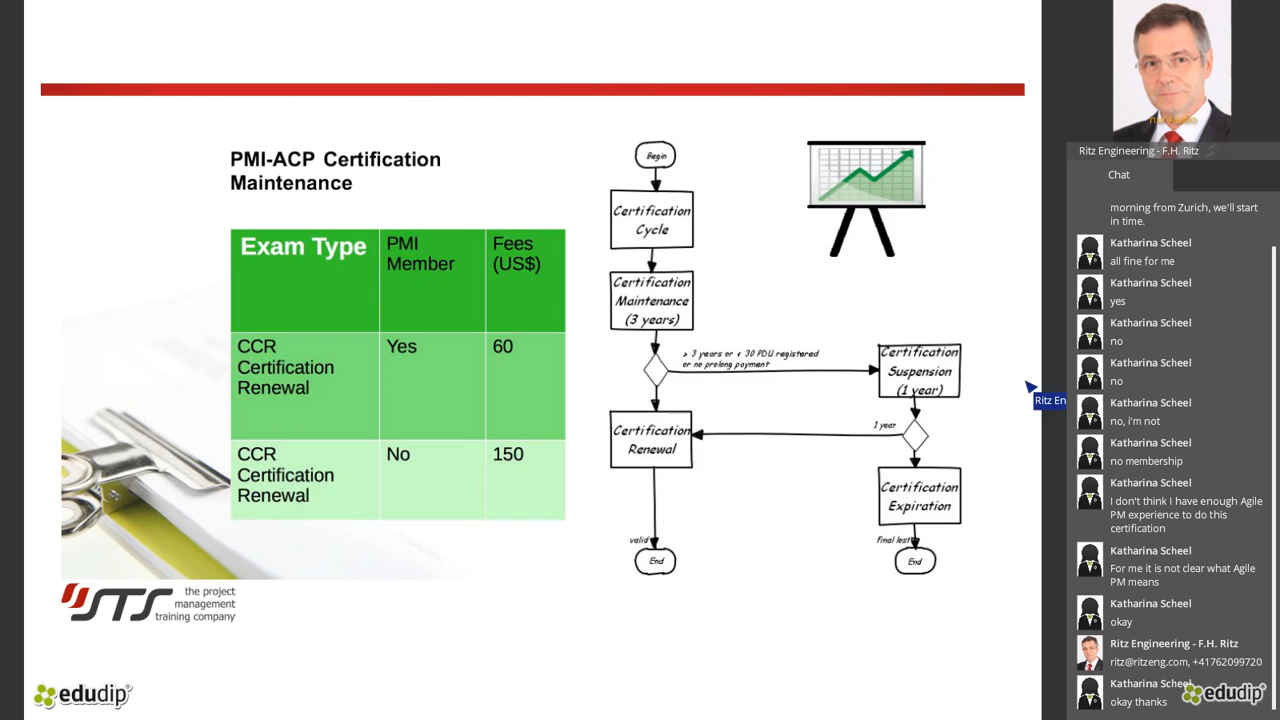 PMI-ACP Certification
Maintenance
Exam Type
PMI
Member
Fees
(US$)
CCR
Certification
Renewal
Yes
60
CCR
Certification
Renewal
No
150
Begin
Certification
Cycle
Certification
Maintenance
(3 years)
> 3 years or < 30 PDU registered
or no prolong payment
Certification
Suspension
(1 year)
1 year
Certification
Renewal
Certification
Expiration
valid
End
final lost
End
STS
the project
management
training company
edudip
Ritz En
Ritz Engineering - F.H. Ritz
Chat
morning from Zurich, we'll start
in time.
Katharina Scheel
all fine for me
Katharina Scheel
yes
Katharina Scheel
no
Katharina Scheel
no
Katharina Scheel
no, i'm not
Katharina Scheel
no membership
Katharina Scheel
I don't think I have enough Agile
PM experience to do this
certification
Katharina Scheel
For me it is not clear what Agile
PM means
Katharina Scheel
okay
Ritz Engineering - F.H. Ritz
ritz@ritzeng.com, +41762099720
Katharina Scheel
okay thanks
edudip